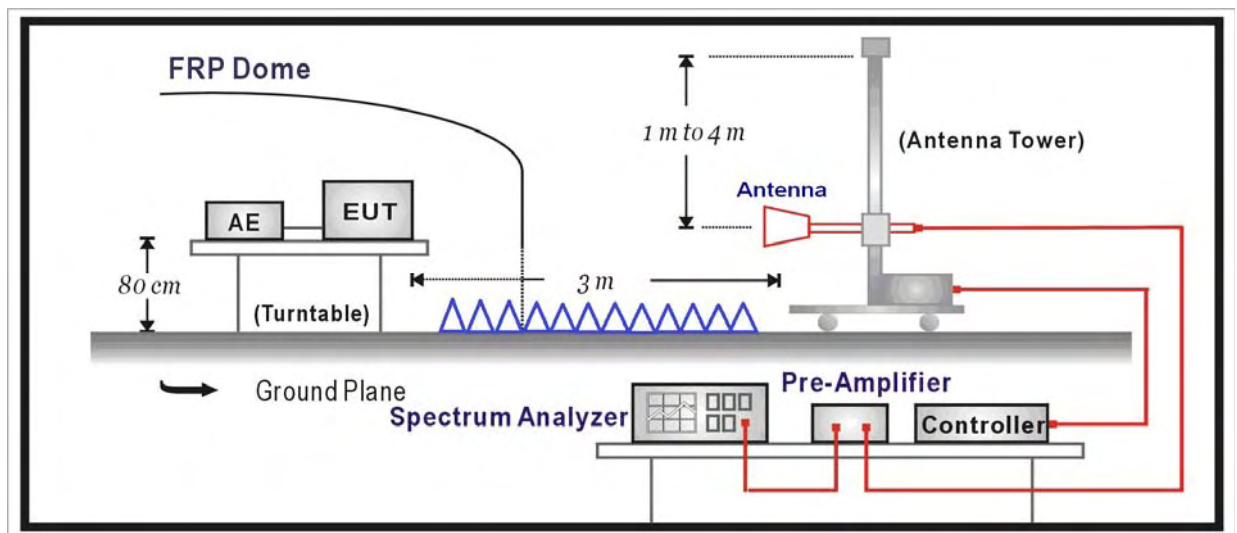 FRP Dome
1 m to 4 m
(Antenna Tower)
Antenna
AE
EUT
80 cm
(Turntable)
3 m
Ground Plane
Pre-Amplifier
Spectrum Analyzer
Controller